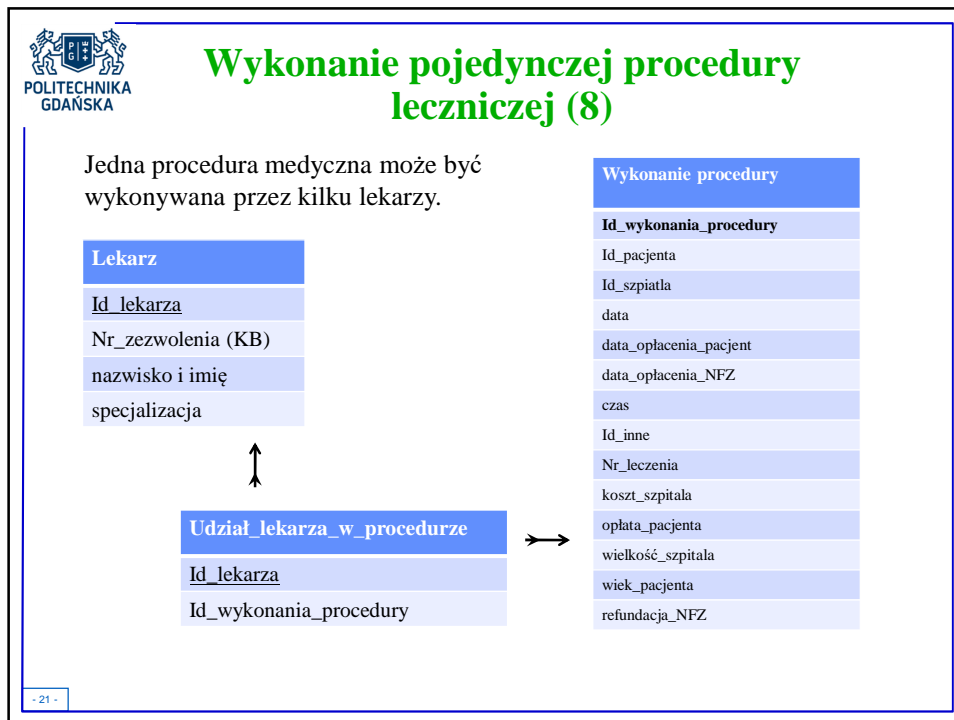 P G
POLITECHNIKA
GDAŃSKA
Wykonanie pojedynczej procedury
leczniczej (8)
Jedna procedura medyczna może być
wykonywana przez kilku lekarzy.
Lekarz
Id_lekarza
Nr_zezwolenia (KB)
nazwisko i imię
specjalizacja
Udział_lekarza_w_procedurze
Id_lekarza
Id_wykonania_procedury
Wykonanie procedury
Id_wykonania_procedury
Id_pacjenta
Id_szpiatla
data
data_opłacenia_pacjent
data_opłacenia_NFZ
czas
Id_inne
Nr_leczenia
koszt_szpitala
opłata_pacjenta
wielkość_szpitala
wiek_pacjenta
refundacja_NFZ
- 21 -